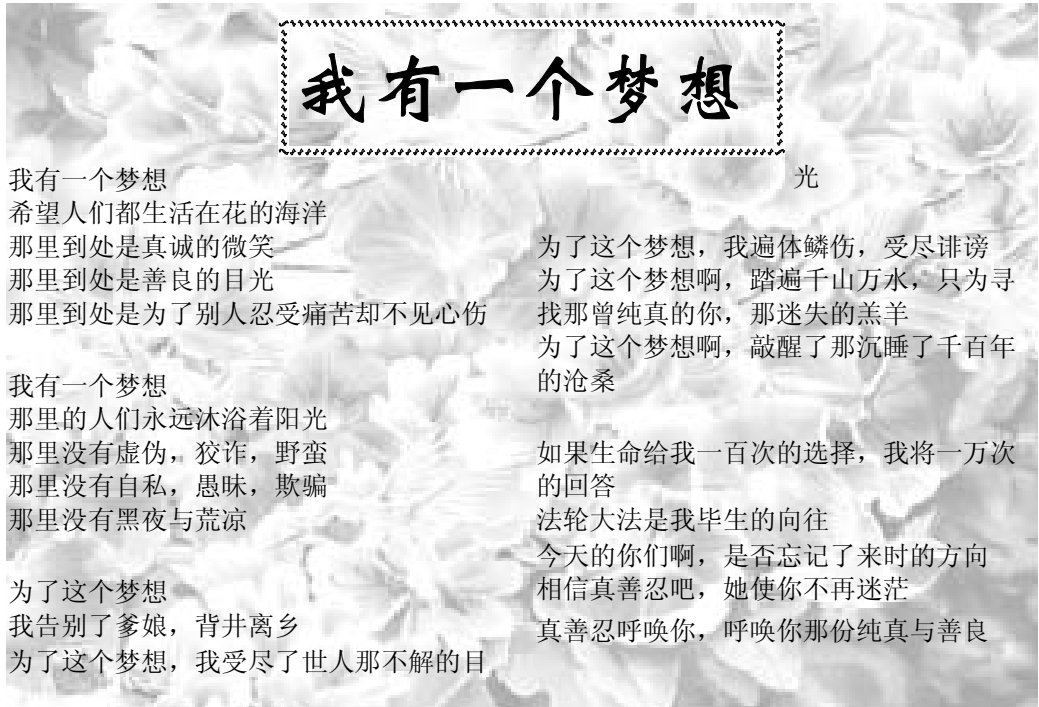 我有一个梦想
我有一个梦想
希望人们都生活在花的海洋
那里到处是真诚的微笑
那里到处是善良的目光
那里到处是为了别人忍受痛苦却不见心伤
我有一个梦想
那里的人们永远沐浴着阳光
那里没有虚伪，狡诈，野蛮
那里没有自私，愚昧，欺骗
那里没有黑夜与荒凉
为了这个梦想
我告别了爹娘，背井离乡
为了这个梦想，我受尽了世人那不解的目
光
为了这个梦想，我遍体鳞伤，受尽诽谤
为了这个梦想啊，踏遍千山万水，只为寻
找那曾纯真的你，那迷失的羔羊
为了这个梦想啊，敲醒了那沉睡了千百年
的沧桑
如果生命给我一百次的选择，我将一万次
的回答
法轮大法是我毕生的向往
今天的你们啊，是否忘记了来时的方向
相信真善忍吧，她使你不再迷茫
真善忍呼唤你，呼唤你那份纯真与善良